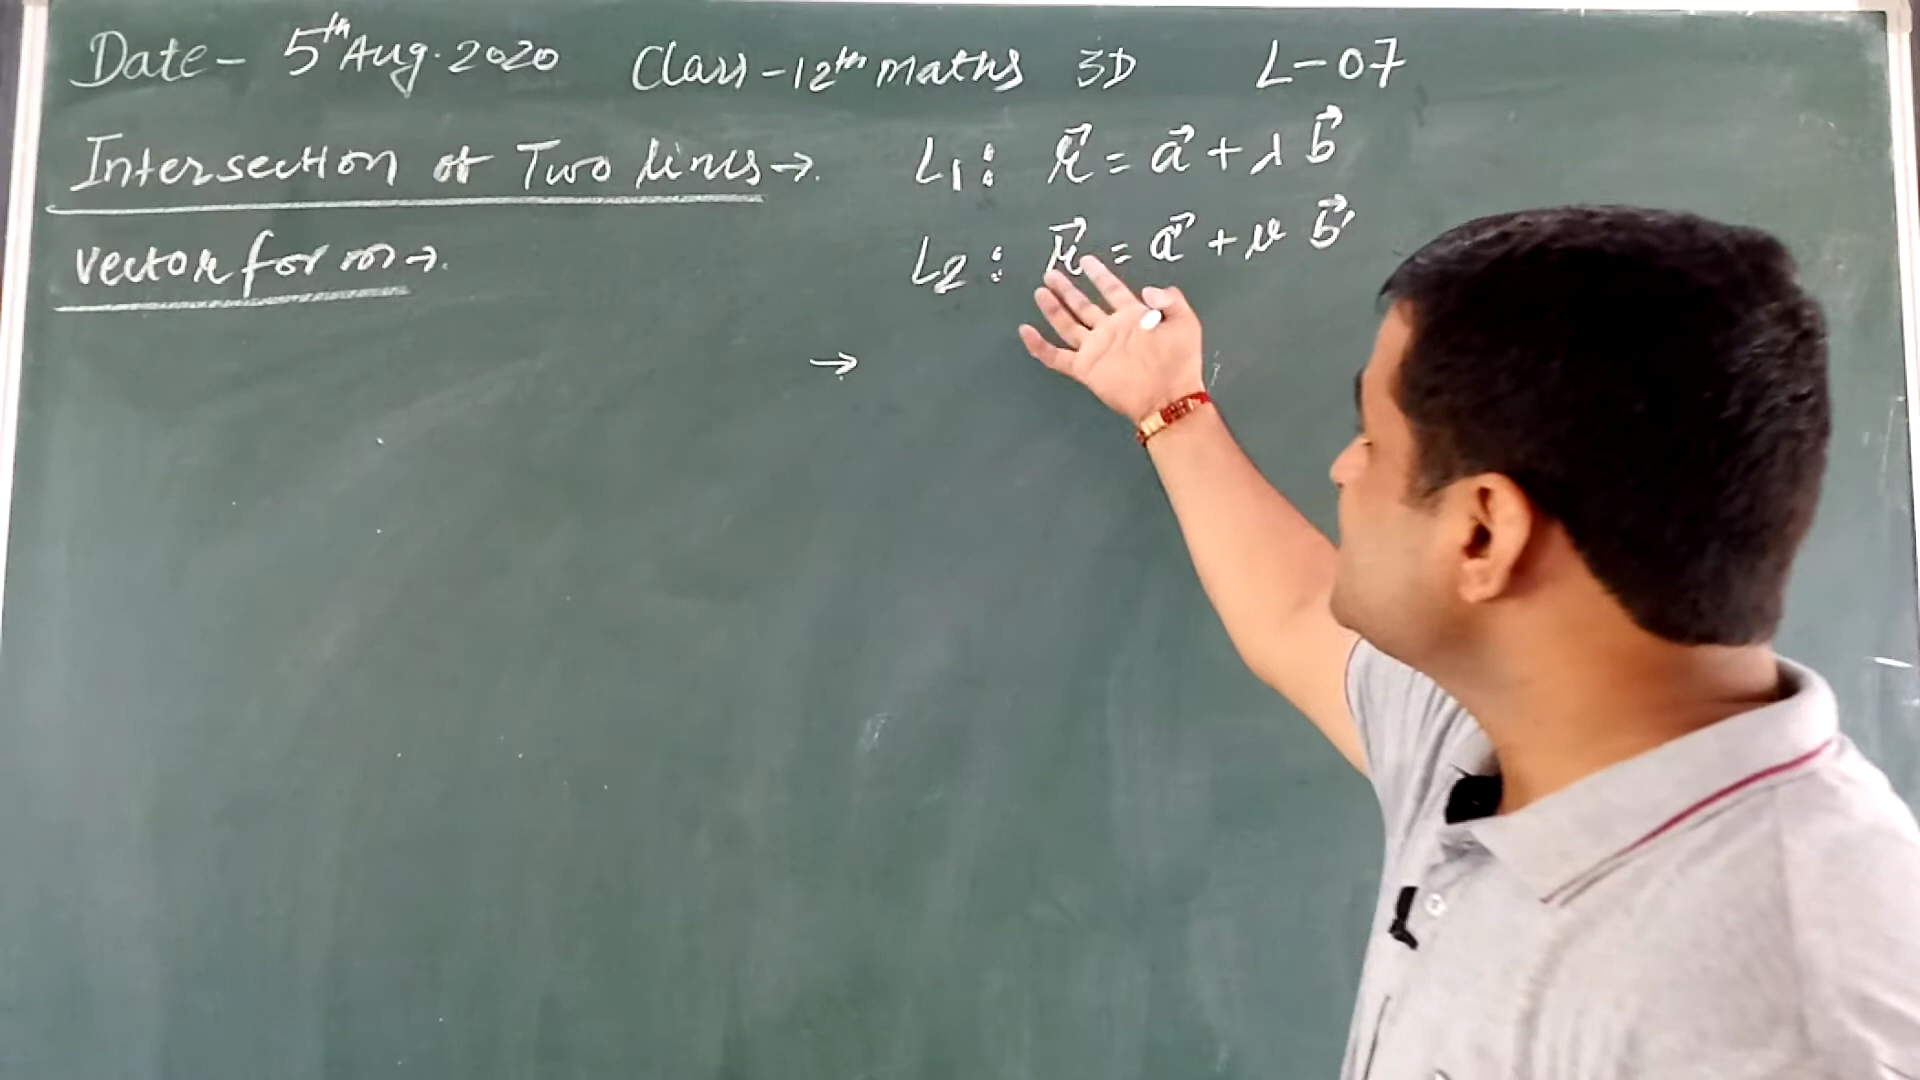 Date - 5th Aug. 2020 Class - 12th maths 3D L-07
Intersection of Two lines →.
L₁: r⃗ = a⃗ + λ b⃗
vector form →.
L₂: r⃗ = a⃗' + μ b⃗'
→